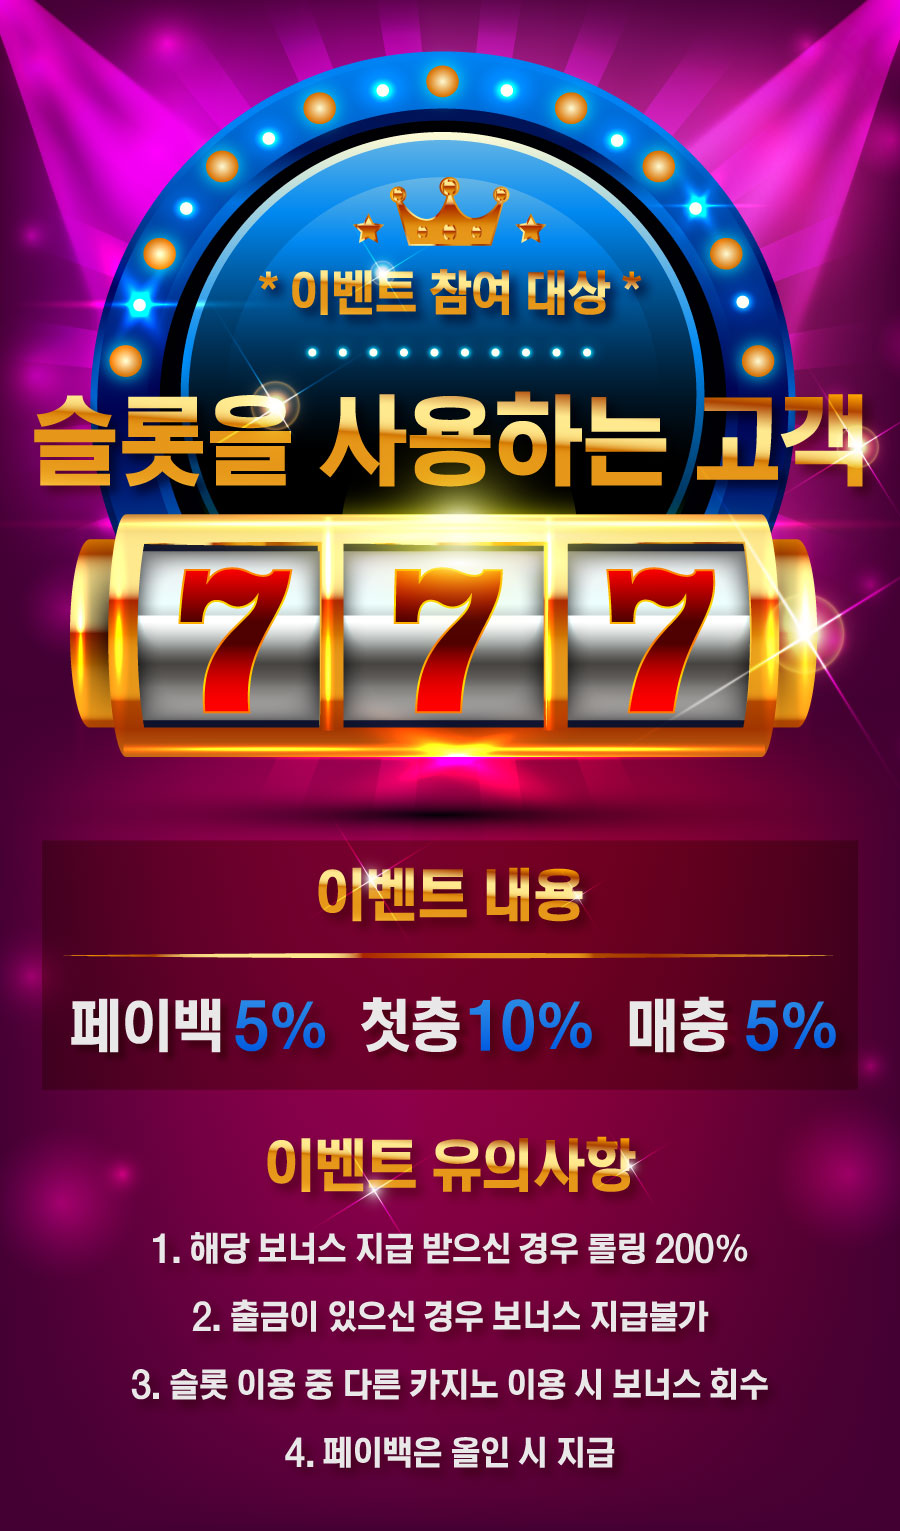 * 이벤트 참여 대상 *
슬롯을 사용하는 고객
7 7 7
이벤트 내용
페이백 5% 첫충 10% 매충 5%
이벤트 유의사항
1. 해당 보너스 지급 받으신 경우 롤링 200%
2. 출금이 있으신 경우 보너스 지급불가
3. 슬롯 이용 중 다른 카지노 이용 시 보너스 회수
4. 페이백은 올인 시 지급